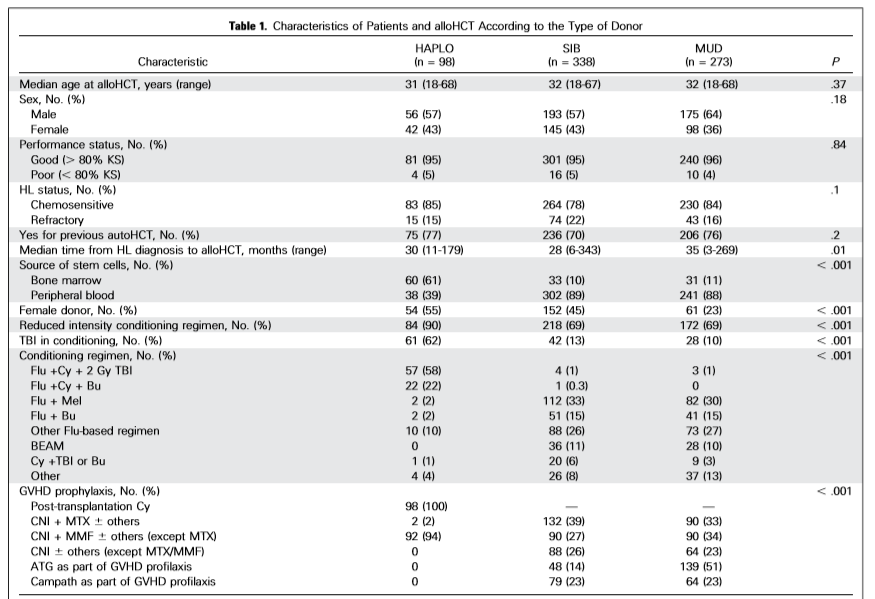 Table 1. Characteristics of Patients and alloHCT According to the Type of Donor
HAPLO SIB MUD
Characteristic (n = 98) (n = 338) (n = 273) P
Median age at alloHCT, years (range) 31 (18-68) 32 (18-67) 32 (18-68) .37
Sex, No. (%) .18
Male 56 (57) 193 (57) 175 (64)
Female 42 (43) 145 (43) 98 (36)
Performance status, No. (%) .84
Good (> 80% KS) 81 (95) 301 (95) 240 (96)
Poor (< 80% KS) 4 (5) 16 (5) 10 (4)
HL status, No. (%) .1
Chemosensitive 83 (85) 264 (78) 230 (84)
Refractory 15 (15) 74 (22) 43 (16)
Yes for previous autoHCT, No. (%) 75 (77) 236 (70) 206 (76) .2
Median time from HL diagnosis to alloHCT, months (range) 30 (11-179) 28 (6-343) 35 (3-269) .01
Source of stem cells, No. (%) < .001
Bone marrow 60 (61) 33 (10) 31 (11)
Peripheral blood 38 (39) 302 (89) 241 (88)
Female donor, No. (%) 54 (55) 152 (45) 61 (23) < .001
Reduced intensity conditioning regimen, No. (%) 84 (90) 218 (69) 172 (69) < .001
TBI in conditioning, No. (%) 61 (62) 42 (13) 28 (10) < .001
Conditioning regimen, No. (%) < .001
Flu +Cy + 2 Gy TBI 57 (58) 4 (1) 3 (1)
Flu +Cy + Bu 22 (22) 1 (0.3) 0
Flu + Mel 2 (2) 112 (33) 82 (30)
Flu + Bu 2 (2) 51 (15) 41 (15)
Other Flu-based regimen 10 (10) 88 (26) 73 (27)
BEAM 0 36 (11) 28 (10)
Cy +TBI or Bu 1 (1) 20 (6) 9 (3)
Other 4 (4) 26 (8) 37 (13)
GVHD prophylaxis, No. (%) < .001
Post-transplantation Cy 98 (100) — —
CNI + MTX ± others 2 (2) 132 (39) 90 (33)
CNI + MMF ± others (except MTX) 92 (94) 90 (27) 90 (34)
CNI ± others (except MTX/MMF) 0 88 (26) 64 (23)
ATG as part of GVHD profilaxis 0 48 (14) 139 (51)
Campath as part of GVHD profilaxis 0 79 (23) 64 (23)